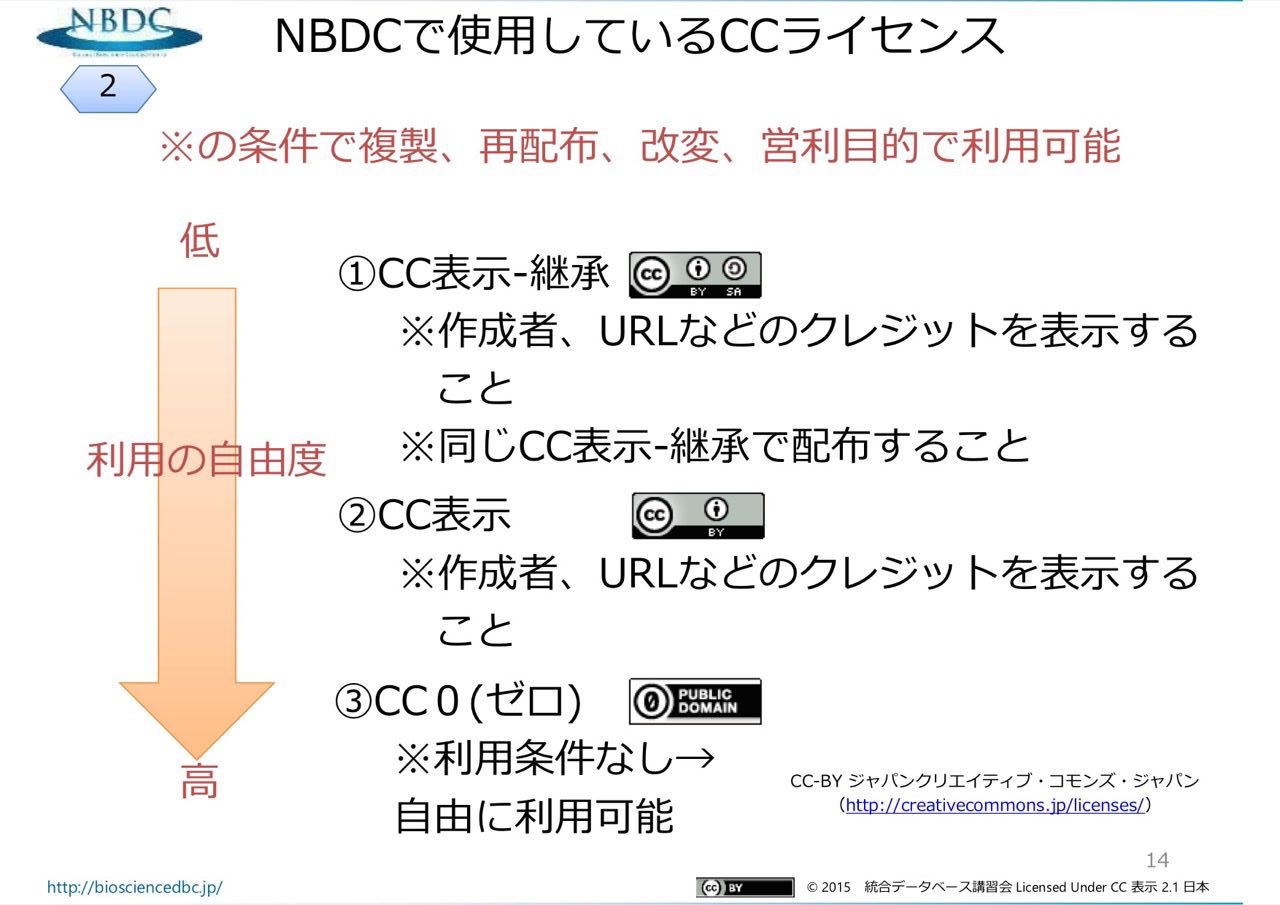 NBDC
NBDCで使用しているCCライセンス
2
※の条件で複製、再配布、改変、営利目的で利用可能
低
利用の自由度
高
①CC表示-継承
cc BY SA
※作成者、URLなどのクレジットを表示する
こと
※同じCC表示-継承で配布すること
②CC表示
cc BY
※作成者、URLなどのクレジットを表示する
こと
③CC０(ゼロ)
0 PUBLIC
DOMAIN
※利用条件なし→
自由に利用可能
CC-BY ジャパンクリエイティブ・コモンズ・ジャパン
（http://creativecommons.jp/licenses/）
14
http://biosciencedbc.jp/
cc BY
© 2015　統合データベース講習会 Licensed Under CC 表示 2.1 日本